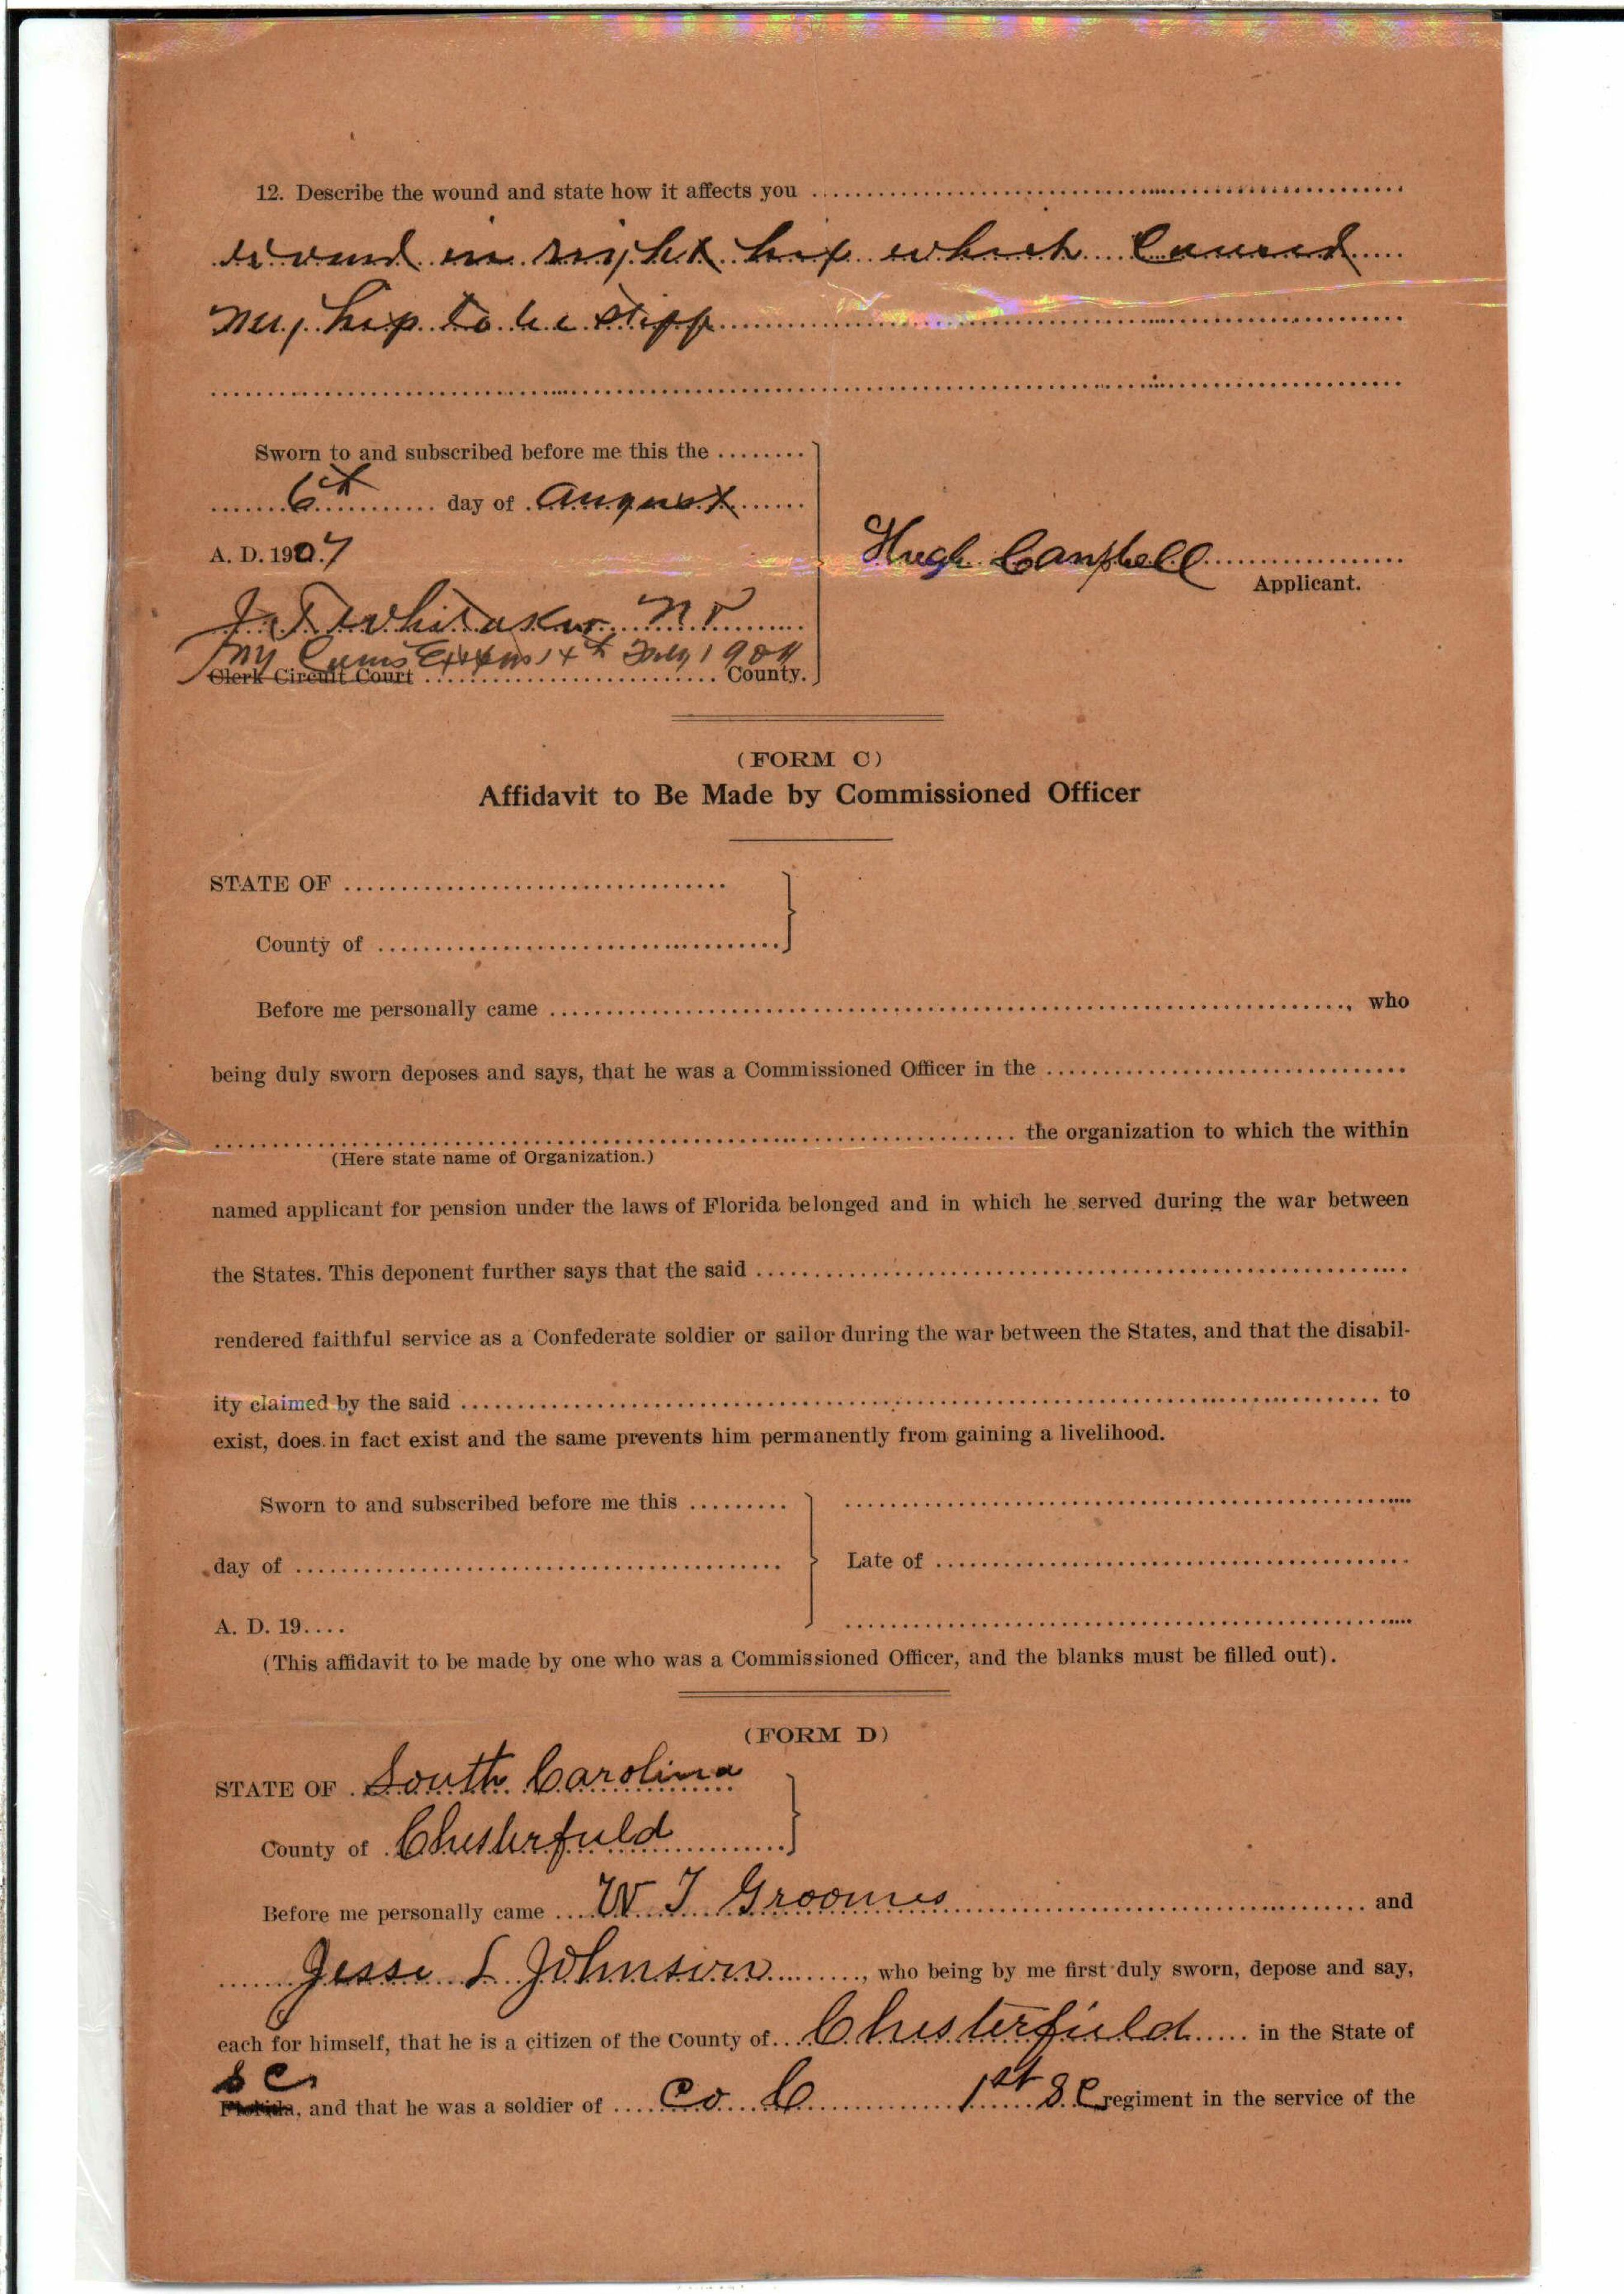 12. Describe the wound and state how it affects you
wound in right hip which caused
my hip to be stiff
Sworn to and subscribed before me this the
6th day of August
A. D. 1907
Hugh Campbell
Applicant.
J. T. Whitaker N P
My Coms Expires 14th 1909
Clerk Circuit Court County.
(FORM C)
Affidavit to Be Made by Commissioned Officer
STATE OF
County of
Before me personally came , who
being duly sworn deposes and says, that he was a Commissioned Officer in the
the organization to which the within
(Here state name of Organization.)
named applicant for pension under the laws of Florida belonged and in which he served during the war between
the States. This deponent further says that the said
rendered faithful service as a Confederate soldier or sailor during the war between the States, and that the disabil-
ity claimed by the said to
exist, does in fact exist and the same prevents him permanently from gaining a livelihood.
Sworn to and subscribed before me this
day of
Late of
A. D. 19....
(This affidavit to be made by one who was a Commissioned Officer, and the blanks must be filled out).
(FORM D)
STATE OF South Carolina
County of Chesterfield
Before me personally came W T Grooms and
Jesse L Johnson, who being by me first duly sworn, depose and say,
each for himself, that he is a citizen of the County of Chesterfield in the State of
S C
Florida, and that he was a soldier of Co C 1st S. C regiment in the service of the